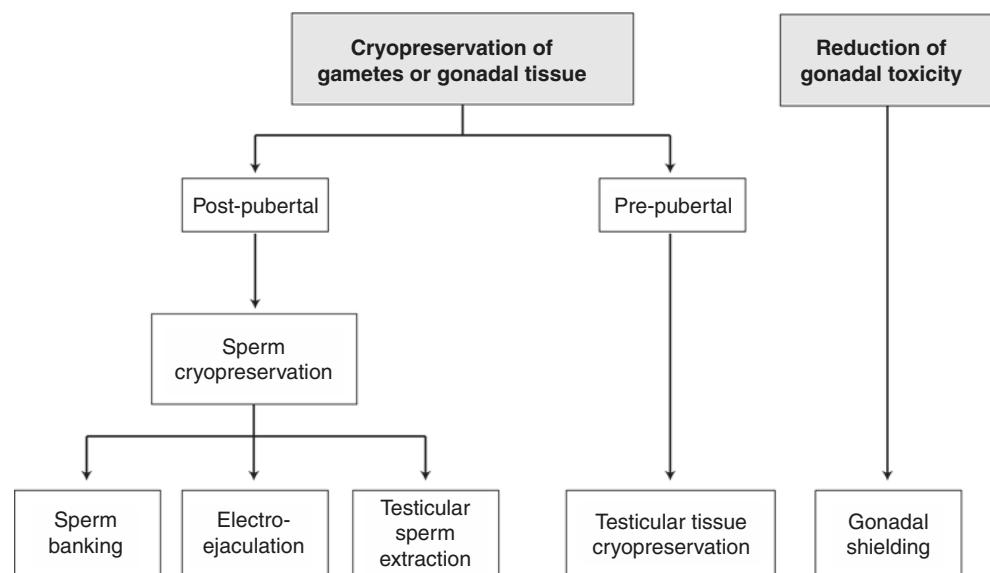 Cryopreservation of
gametes or gonadal tissue
Reduction of
gonadal toxicity
Post-pubertal
Pre-pubertal
Sperm
cryopreservation
Sperm
banking
Electro-
ejaculation
Testicular
sperm
extraction
Testicular tissue
cryopreservation
Gonadal
shielding